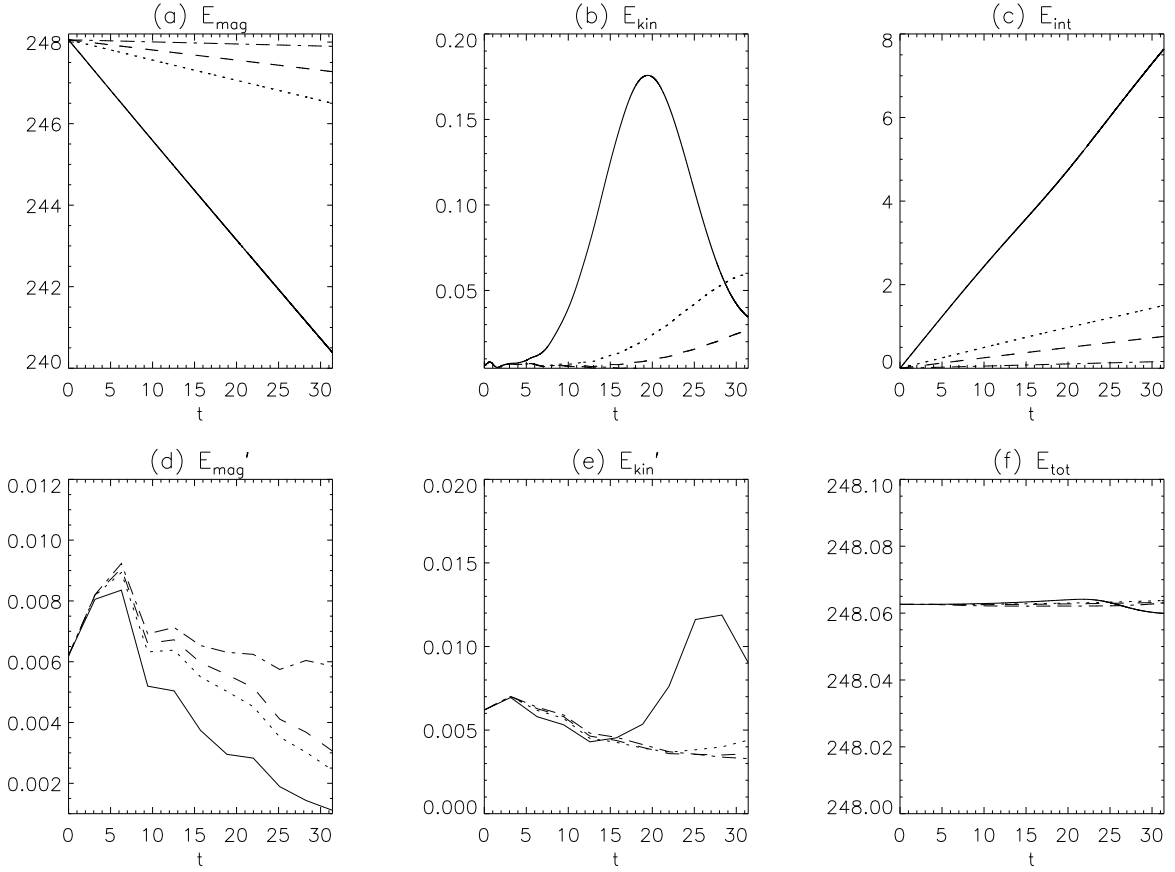 (a) E_mag
(b) E_kin
(c) E_int
248
246
244
242
240
0 5 10 15 20 25 30
t
0.20
0.15
0.10
0.05
0 5 10 15 20 25 30
t
8
6
4
2
0
0 5 10 15 20 25 30
t
(d) E_mag'
(e) E_kin'
(f) E_tot
0.012
0.010
0.008
0.006
0.004
0.002
0 5 10 15 20 25 30
t
0.020
0.015
0.010
0.005
0.000
0 5 10 15 20 25 30
t
248.10
248.08
248.06
248.04
248.02
248.00
0 5 10 15 20 25 30
t